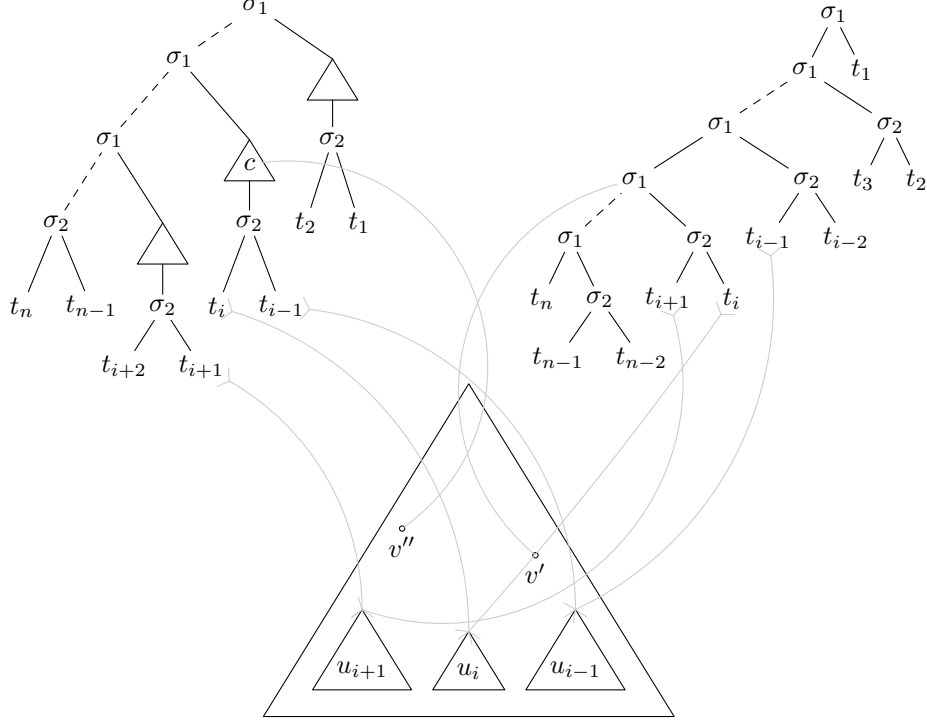 σ₁ σ₁
σ₁ σ₁ t₁
σ₁ σ₂ σ₁ σ₂
c σ₁ σ₂ t₃ t₂
σ₂ σ₂ t₂ t₁ σ₁ σ₂ tᵢ₋₁ tᵢ₋₂
tₙ tₙ₋₁ σ₂ tᵢ tᵢ₋₁ tₙ σ₂ tᵢ₊₁ tᵢ
tᵢ₊₂ tᵢ₊₁ tₙ₋₁ tₙ₋₂
v''
v'
uᵢ₊₁ uᵢ uᵢ₋₁